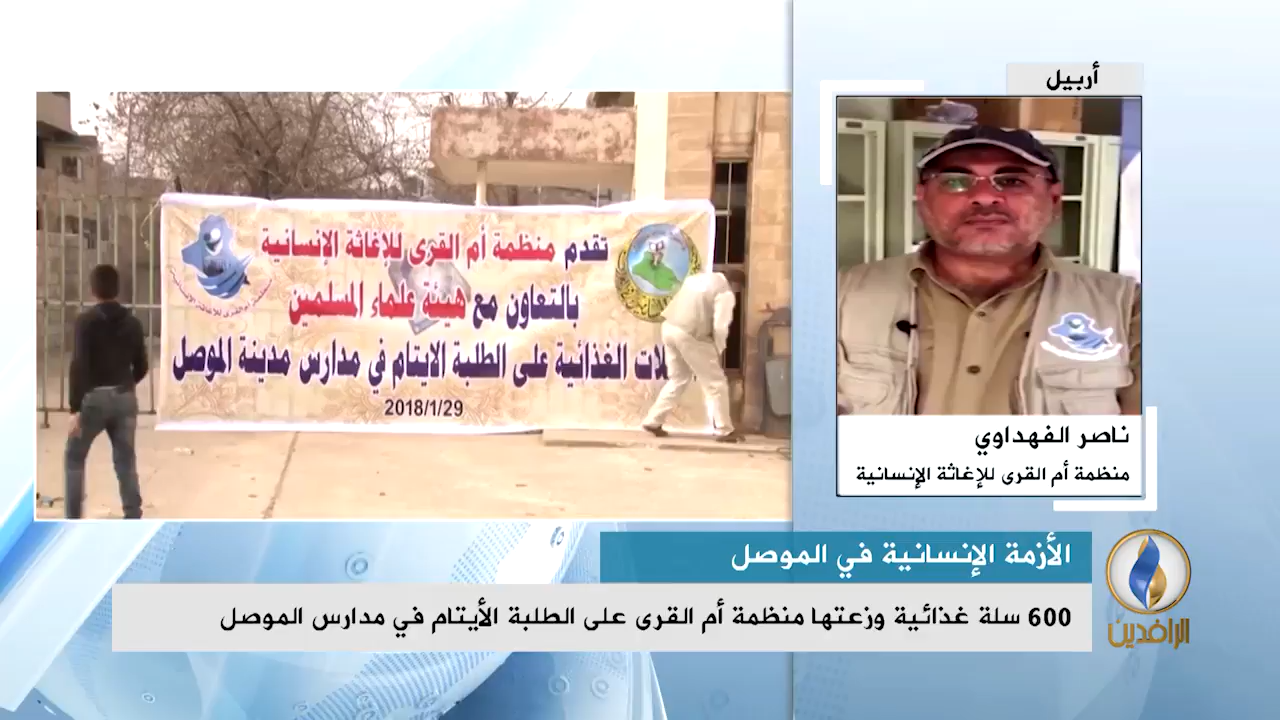 أربيل
تقدم منظمة أم القرى للإغاثة الإنسانية
بالتعاون مع هيئة علماء المسلمين
الغذائية على الطلبة الايتام في مدارس مدينة الموصل
2018/1/29
ناصر الفهداوي
منظمة أم القرى للإغاثة الإنسانية
الأزمة الإنسانية في الموصل
600 سلة غذائية وزعتها منظمة أم القرى على الطلبة الأيتام في مدارس الموصل
الرافدين